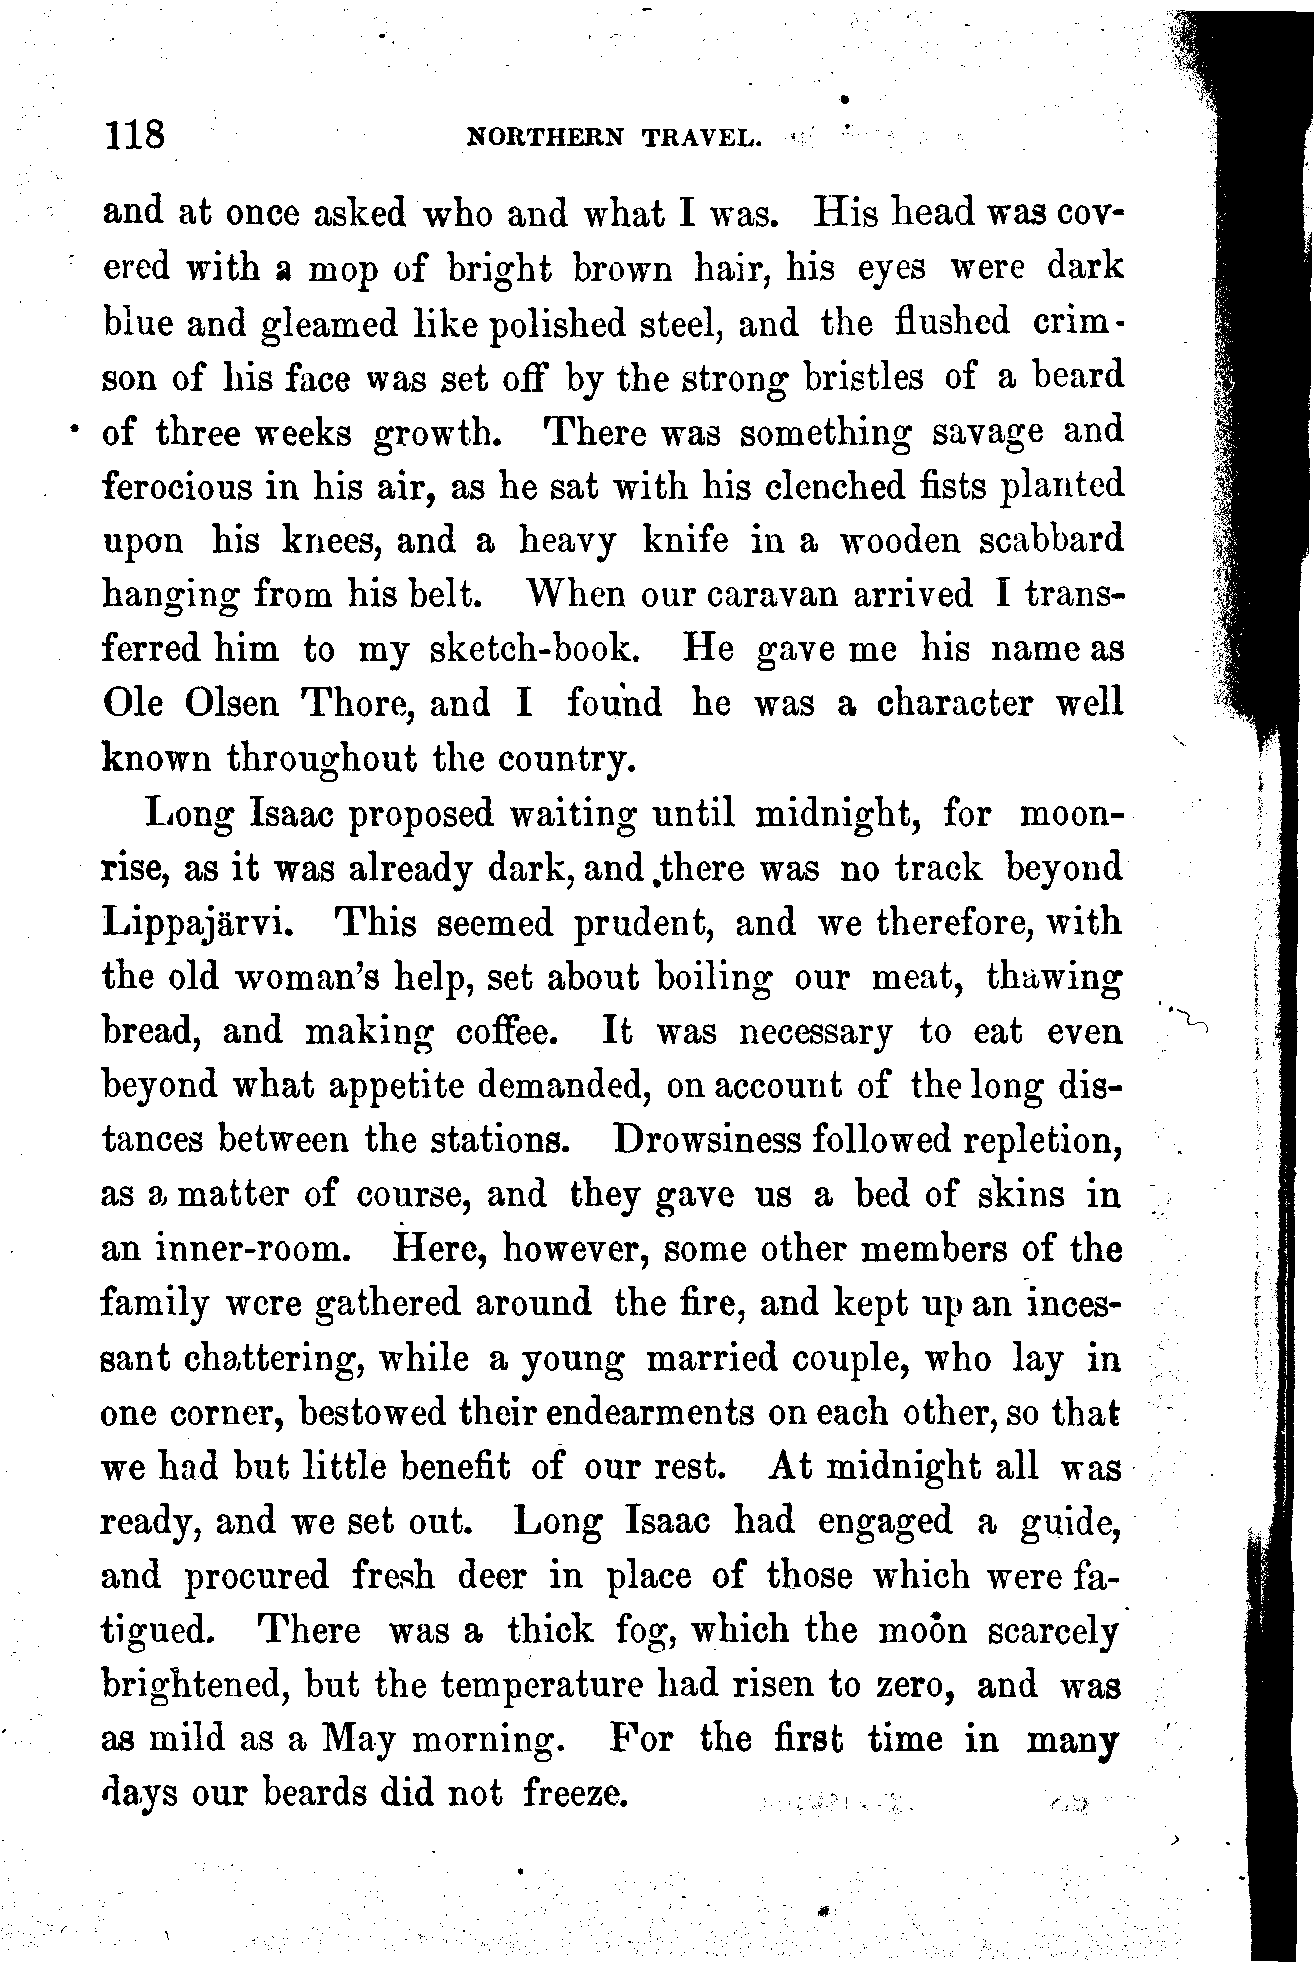 118 NORTHERN TRAVEL.
and at once asked who and what I was. His head was cov-
ered with a mop of bright brown hair, his eyes were dark
blue and gleamed like polished steel, and the flushed crim-
son of his face was set off by the strong bristles of a beard
of three weeks growth. There was something savage and
ferocious in his air, as he sat with his clenched fists planted
upon his knees, and a heavy knife in a wooden scabbard
hanging from his belt. When our caravan arrived I trans-
ferred him to my sketch-book. He gave me his name as
Ole Olsen Thore, and I found he was a character well
known throughout the country.
Long Isaac proposed waiting until midnight, for moon-
rise, as it was already dark, and there was no track beyond
Lippajärvi. This seemed prudent, and we therefore, with
the old woman's help, set about boiling our meat, thawing
bread, and making coffee. It was necessary to eat even
beyond what appetite demanded, on account of the long dis-
tances between the stations. Drowsiness followed repletion,
as a matter of course, and they gave us a bed of skins in
an inner-room. Here, however, some other members of the
family were gathered around the fire, and kept up an inces-
sant chattering, while a young married couple, who lay in
one corner, bestowed their endearments on each other, so that
we had but little benefit of our rest. At midnight all was
ready, and we set out. Long Isaac had engaged a guide,
and procured fresh deer in place of those which were fa-
tigued. There was a thick fog, which the moon scarcely
brightened, but the temperature had risen to zero, and was
as mild as a May morning. For the first time in many
days our beards did not freeze.